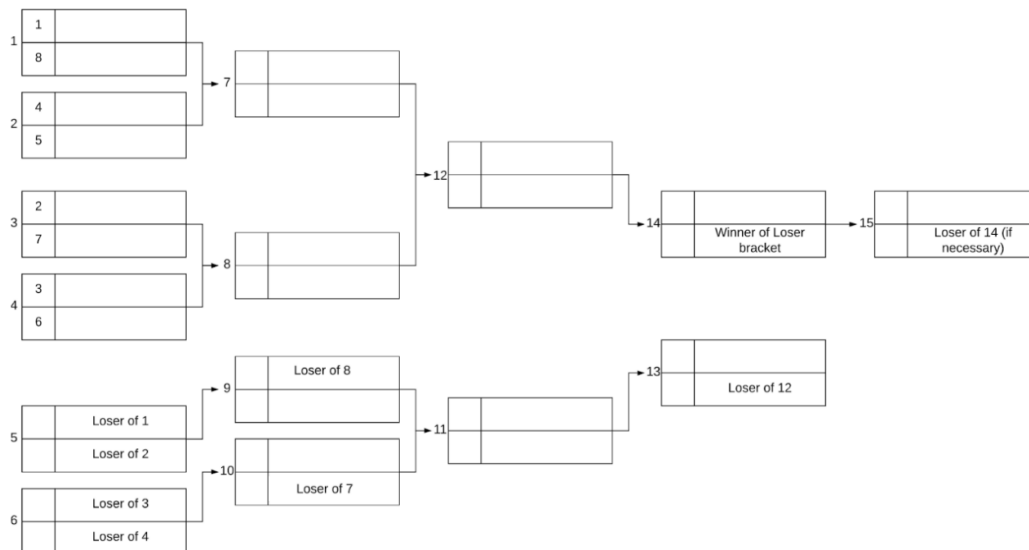 1
1
8
2
4
5
7
3
2
7
4
3
6
8
12
14
Winner of Loser
bracket
15
Loser of 14 (if
necessary)
5
Loser of 1
Loser of 2
6
Loser of 3
Loser of 4
9
Loser of 8
10
Loser of 7
11
13
Loser of 12